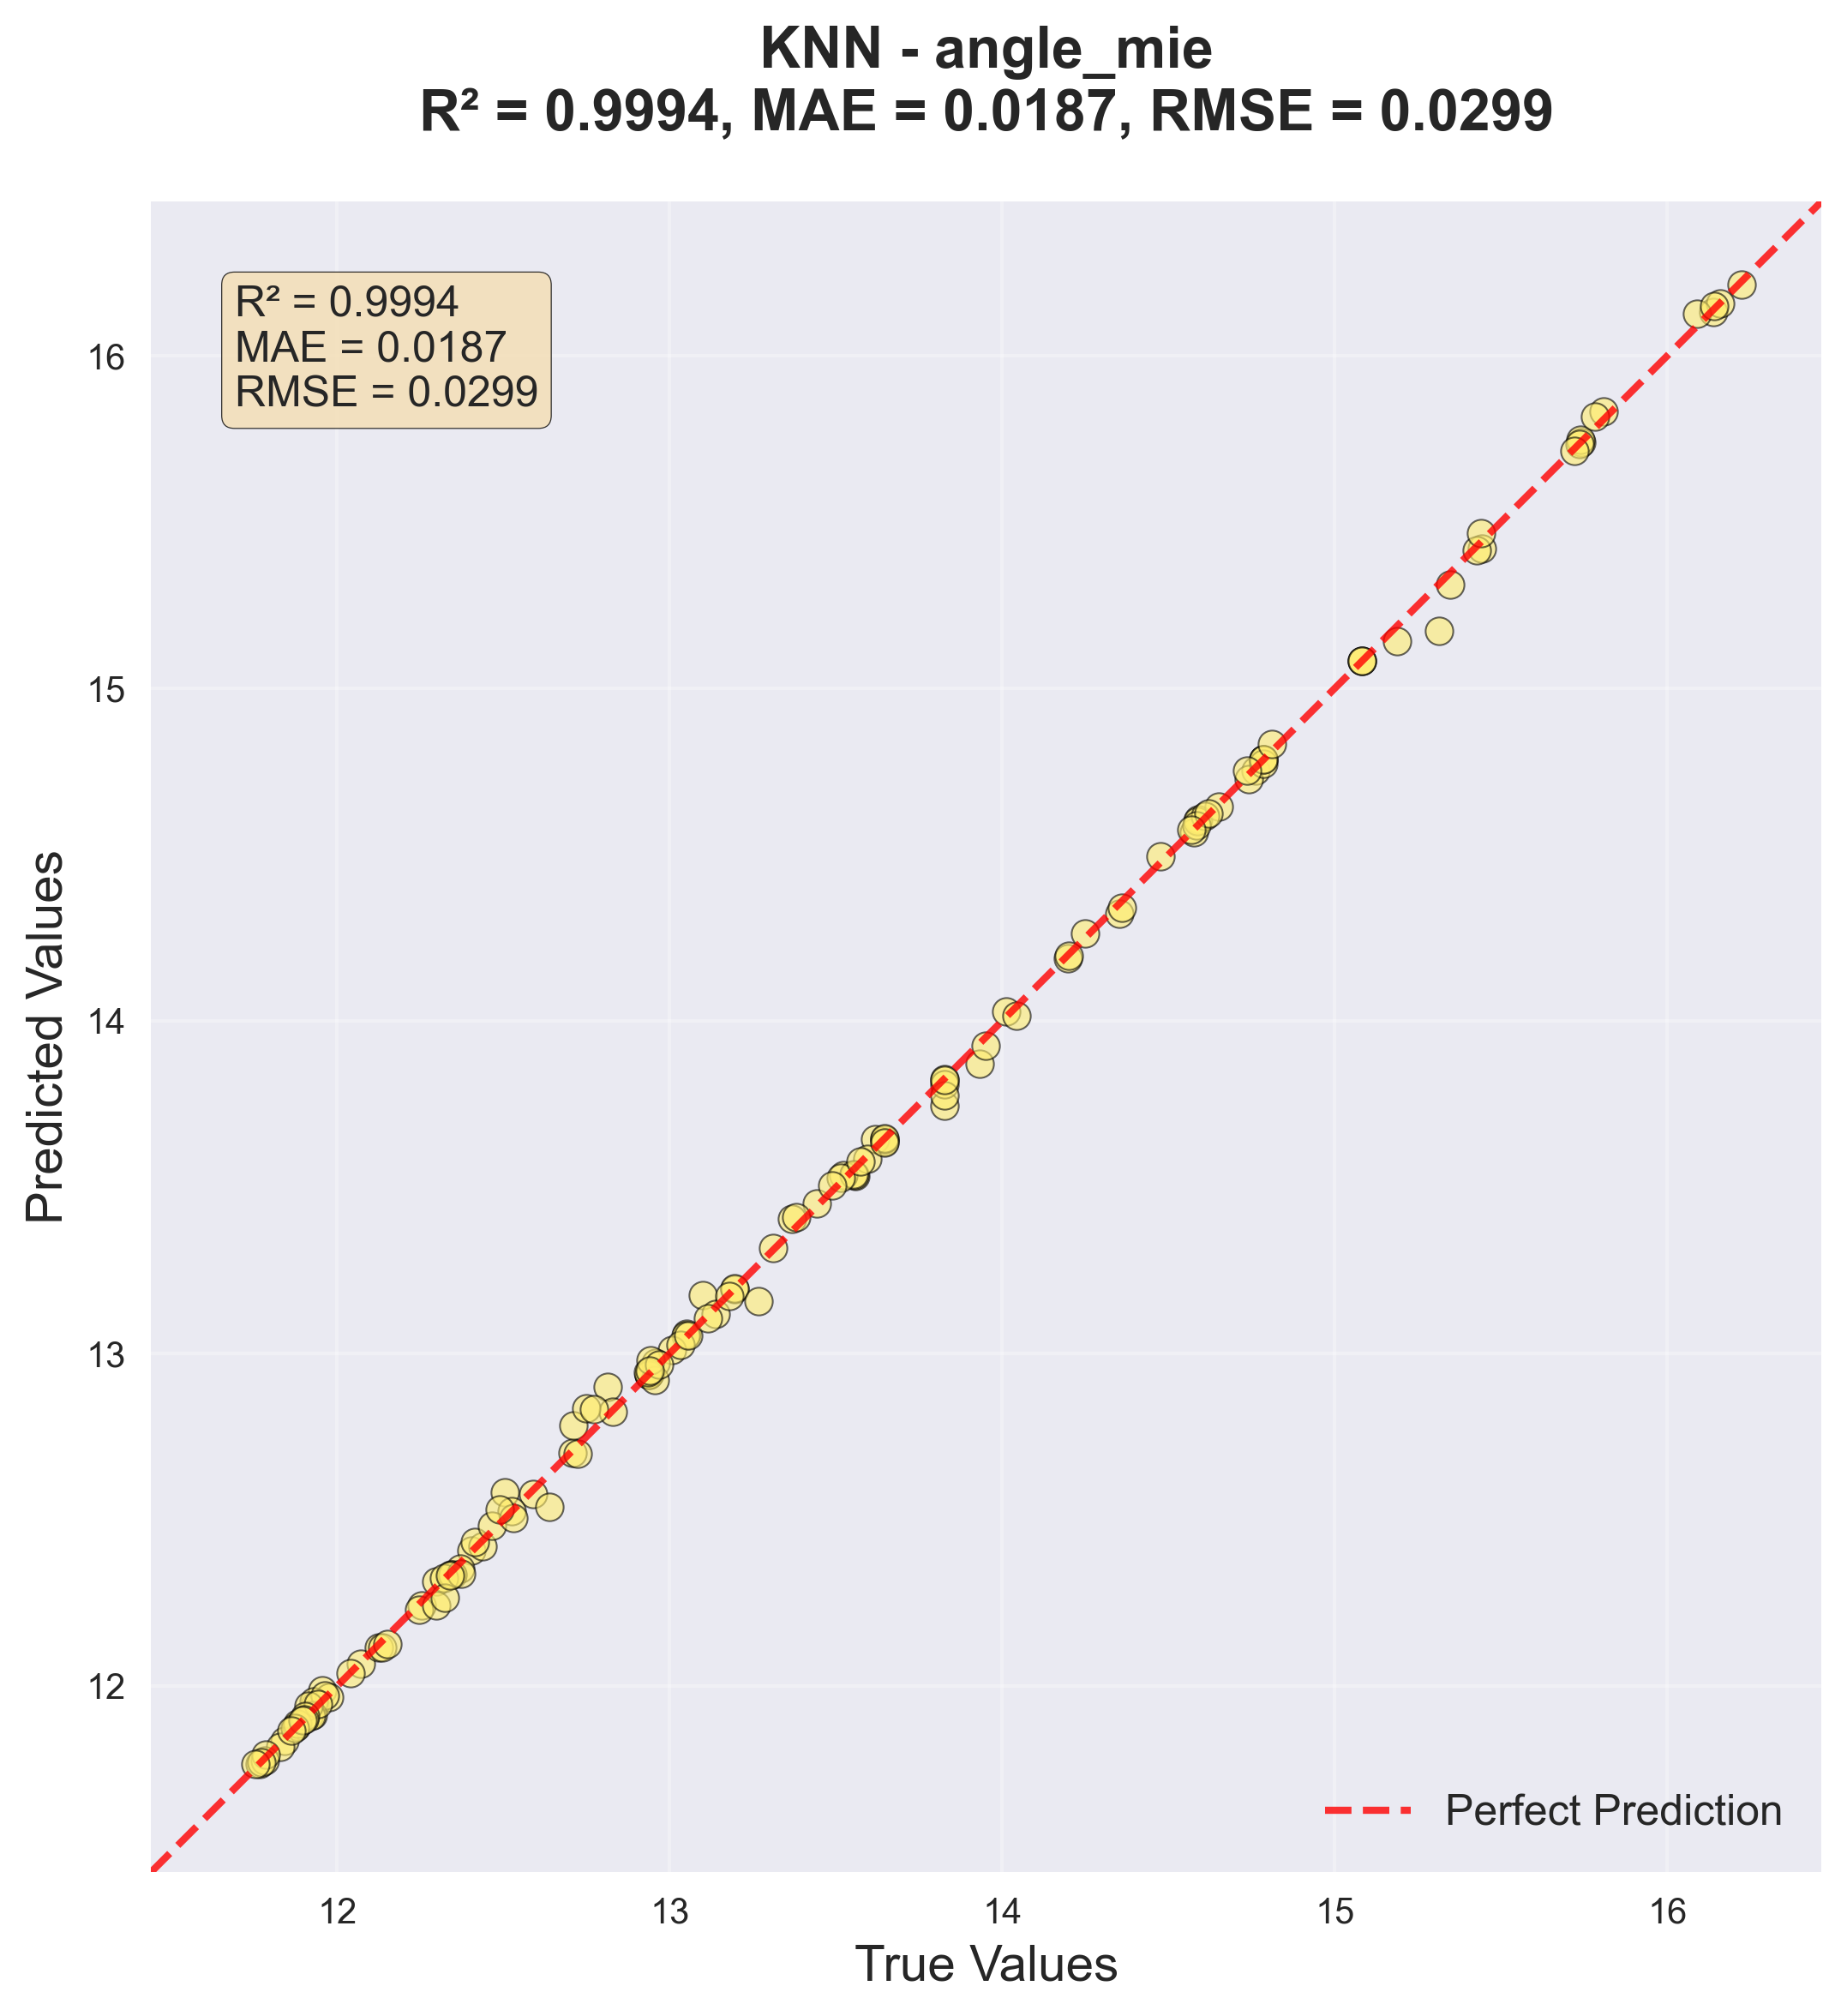 KNN - angle_mie
R² = 0.9994, MAE = 0.0187, RMSE = 0.0299
R² = 0.9994
MAE = 0.0187
RMSE = 0.0299
16
15
14
13
12
Predicted Values
Perfect Prediction
12 13 14 15 16
True Values